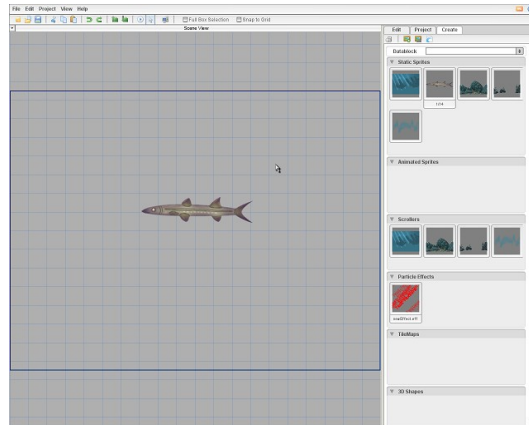 File Edit Project View Help
Full Box Selection
Snap to Grid
Scene View
Edit
Project
Create
Datablock
Static Sprites
Animated Sprites
Scrollers
Particle Effects
TileMaps
3D Shapes